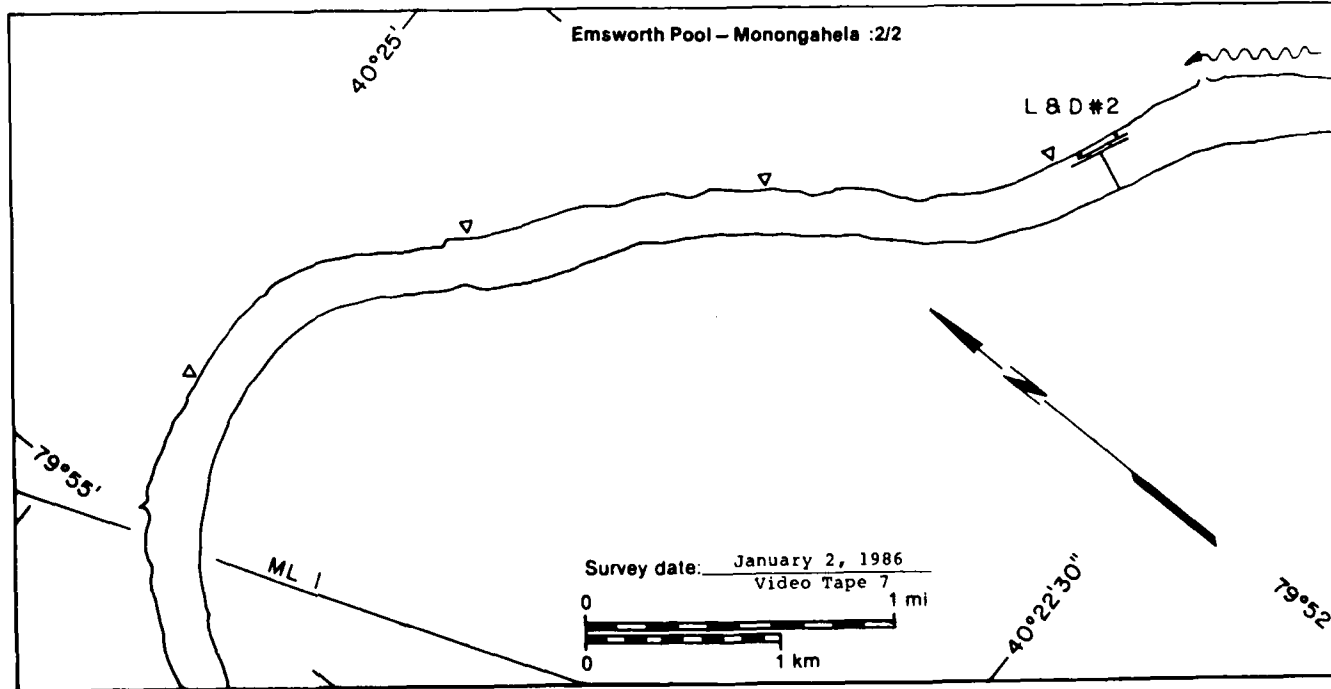 Emsworth Pool – Monongahela :2/2
40°25'
L & D #2
79°55'
ML 1
Survey date: January 2, 1986
Video Tape 7
0 1 mi
0 1 km
40°22'30"
79°52
N